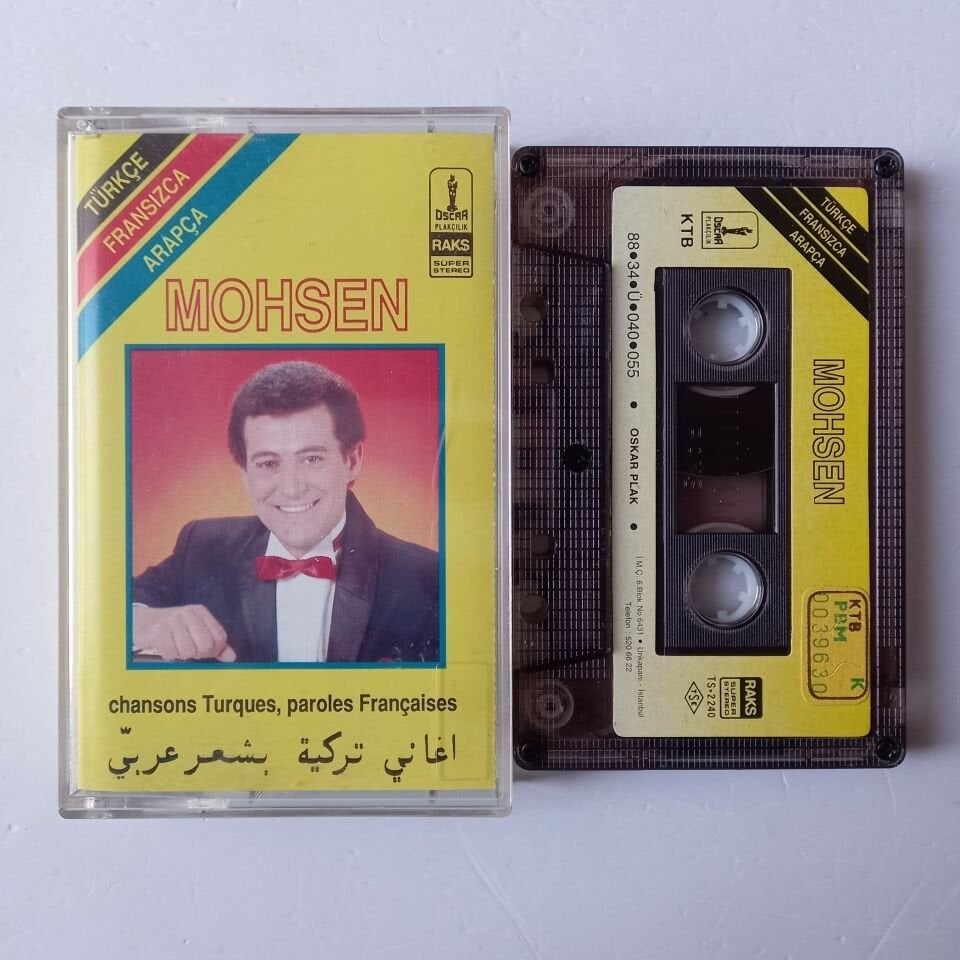 TÜRKÇE
FRANSIZCA
ARAPÇA
OSCAR
PLAKÇILIK
RAKS
SÜPER
STEREO
MOHSEN
chansons Turques, paroles Françaises
اغاني تركية بشعر عربيّ
OSCAR
PLAKÇILIK
KTB
TÜRKÇE
FRANSIZCA
ARAPÇA
88•34•Ü•040•055 • OSKAR PLAK • İ.M.Ç. 6.Blok No.6431 • Unkapanı - İstanbul
Telefon : 520 66 22
MOHSEN
KTB
PBM K
0039630
RAKS
SÜPER
STEREO
TS•2240
TSE